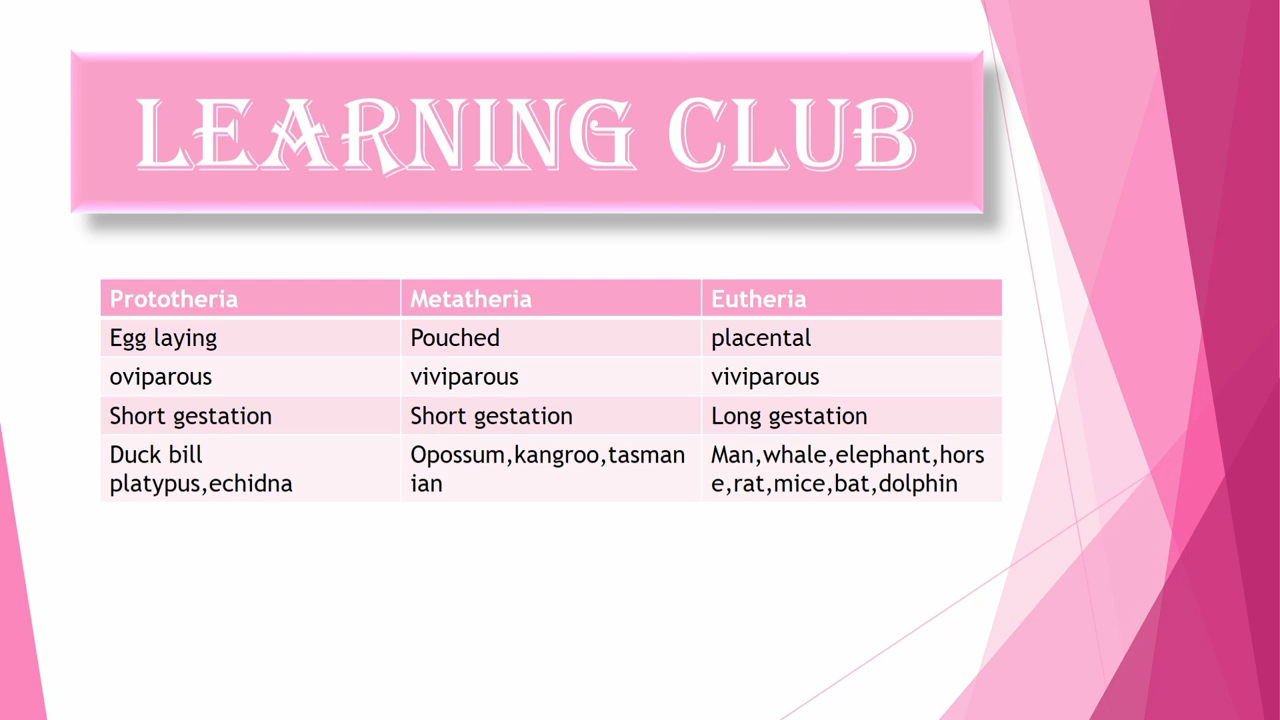 LEARNING CLUB
Prototheria Metatheria Eutheria
Egg laying Pouched placental
oviparous viviparous viviparous
Short gestation Short gestation Long gestation
Duck bill Opossum,kangroo,tasman Man,whale,elephant,hors
platypus,echidna ian e,rat,mice,bat,dolphin